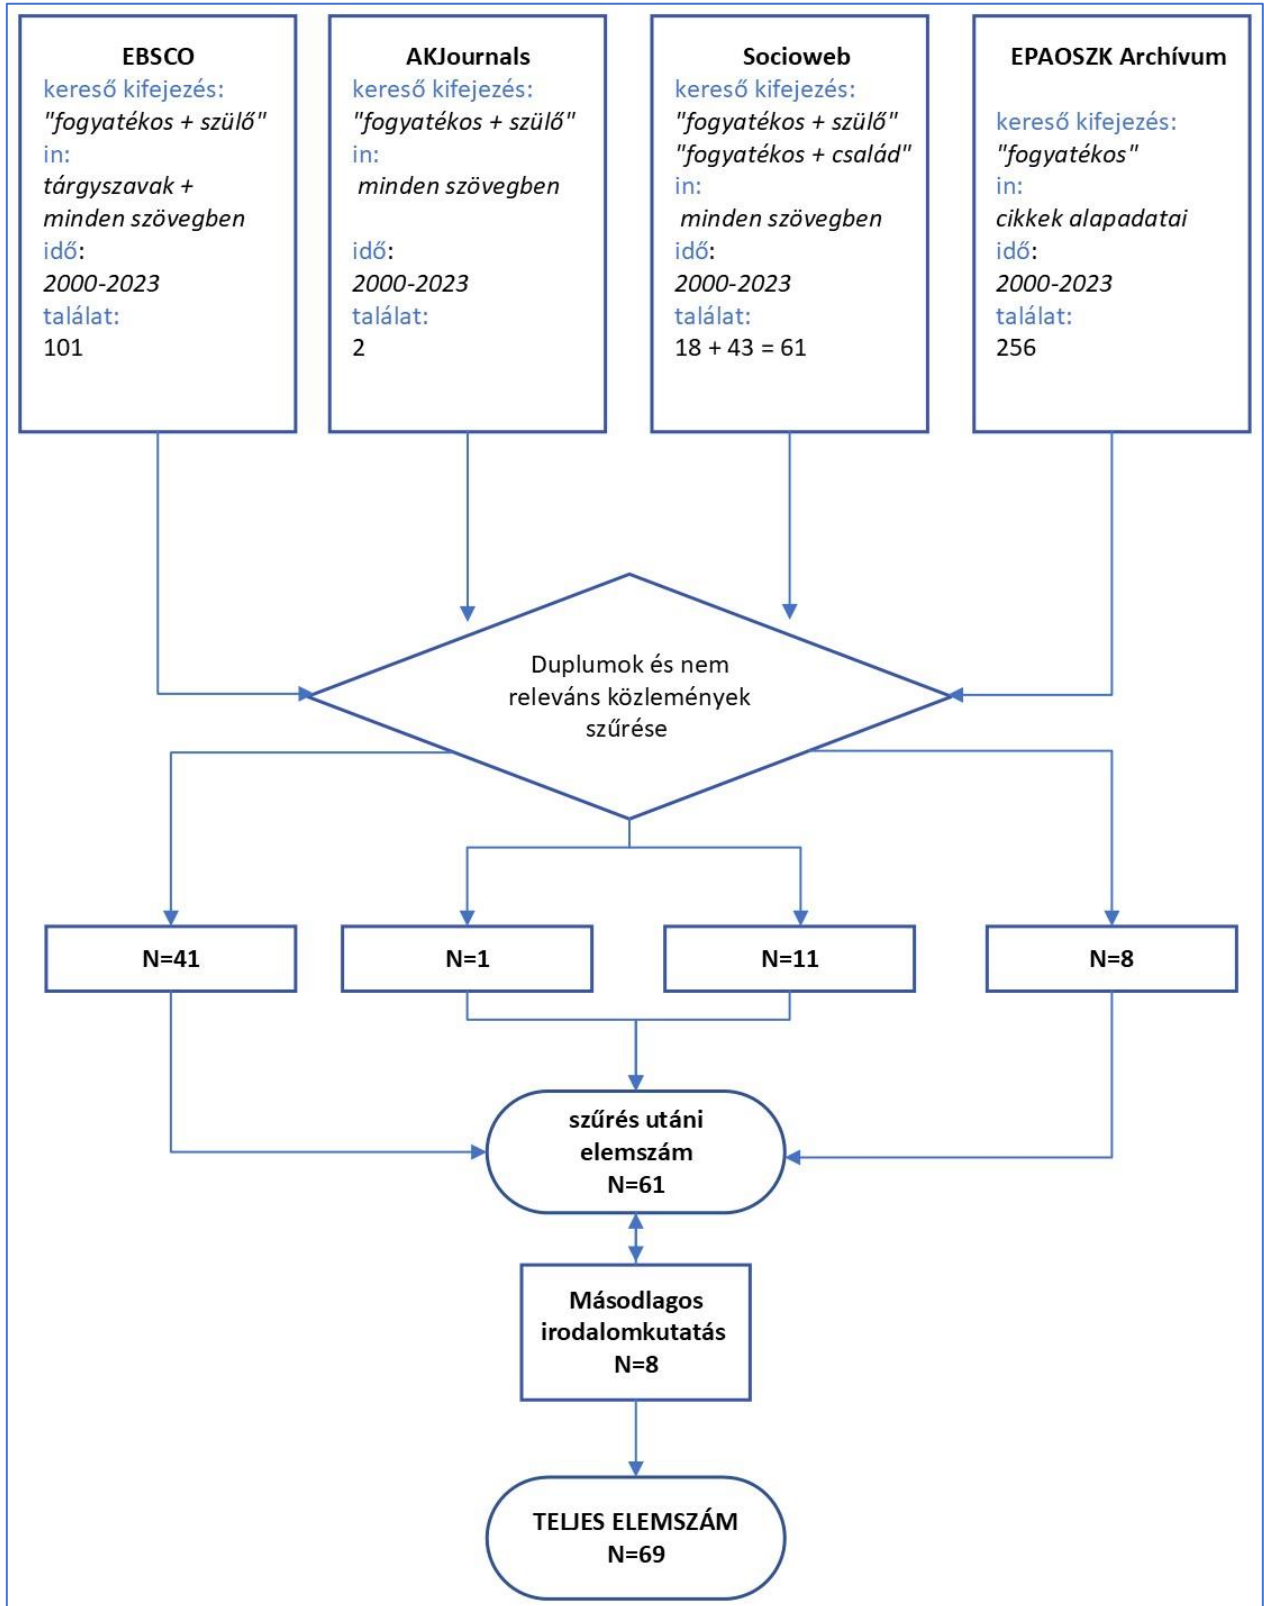 EBSCO
kereső kifejezés:
"fogyatékos + szülő"
in:
tárgyszavak +
minden szövegben
idő:
2000-2023
találat:
101
AKJournals
kereső kifejezés:
"fogyatékos + szülő"
in:
minden szövegben
idő:
2000-2023
találat:
2
Socioweb
kereső kifejezés:
"fogyatékos + szülő"
"fogyatékos + család"
in:
minden szövegben
idő:
2000-2023
találat:
18 + 43 = 61
EPAOSZK Archívum
kereső kifejezés:
"fogyatékos"
in:
cikkek alapadatai
idő:
2000-2023
találat:
256
Duplumok és nem
releváns közlemények
szűrése
N=41
N=1
N=11
N=8
szűrés utáni
elemszám
N=61
Másodlagos
irodalomkutatás
N=8
TELJES ELEMSZÁM
N=69